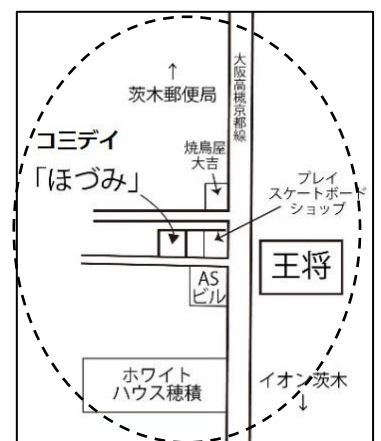 ↑
茨木郵便局
大阪高槻京都線
コ三デイ
「ほづみ」
焼鳥屋
大吉
プレイ
スケートボード
ショップ
王将
AS
ビル
ホワイト
ハウス穂積
イオン茨木
↓